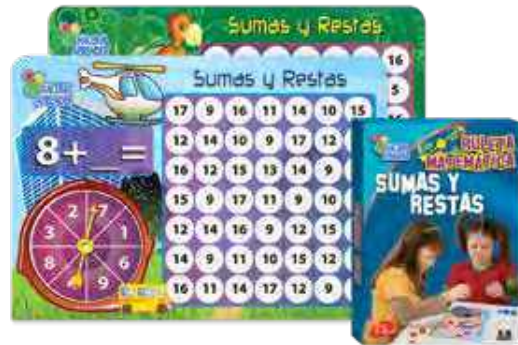 Sumas y Restas
16
5
Sumas y Restas
17 9 16 11 14 10 15
8+_=
12 14 10 9 17 12
16 12 15 13 14 9
15 9 17 11 9 10
12 14 16 9 12 15
14 9 11 10 15 12
16 11 14 17 12 9
2 7
3 1
8 6
9
RULETA
MATEMÁTICA
SUMAS Y
RESTAS